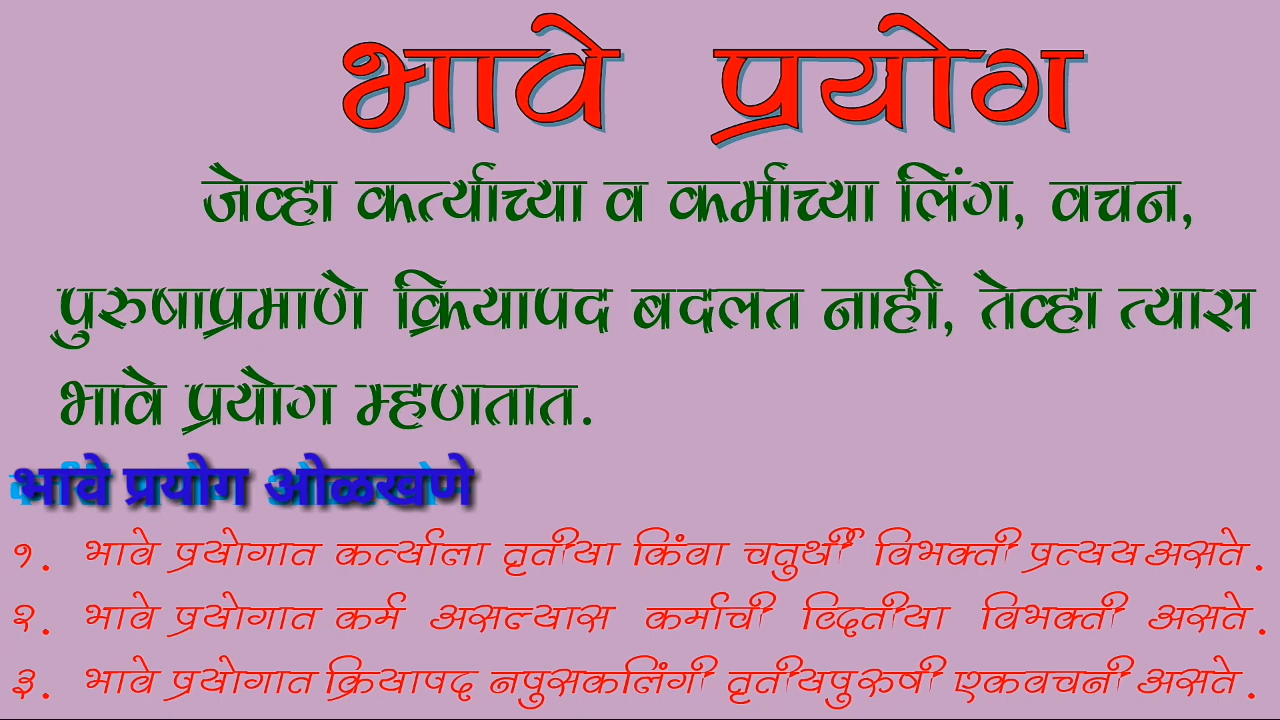 भावे प्रयोग
जेव्हा कर्त्याच्या व कर्माच्या लिंग, वचन,
पुरुषाप्रमाणे क्रियापद बदलत नाही, तेव्हा त्यास
भावे प्रयोग म्हणतात.
भावे प्रयोग ओळखणे
१. भावे प्रयोगात कर्त्याला तृतीया किंवा चतुर्थी विभक्ती प्रत्यय असते.
२. भावे प्रयोगात कर्म असल्यास कर्माची व्दितीया विभक्ती असते.
३. भावे प्रयोगात क्रियापद नपुसकलिंगी तृतीयपुरुषी एकवचनी असते.